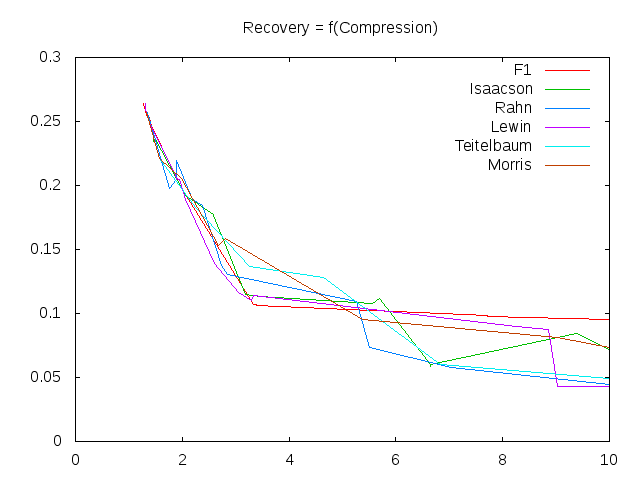 Recovery = f(Compression)
0.3
0.25
0.2
0.15
0.1
0.05
0
F1
Isaacson
Rahn
Lewin
Teitelbaum
Morris
0 2 4 6 8 10